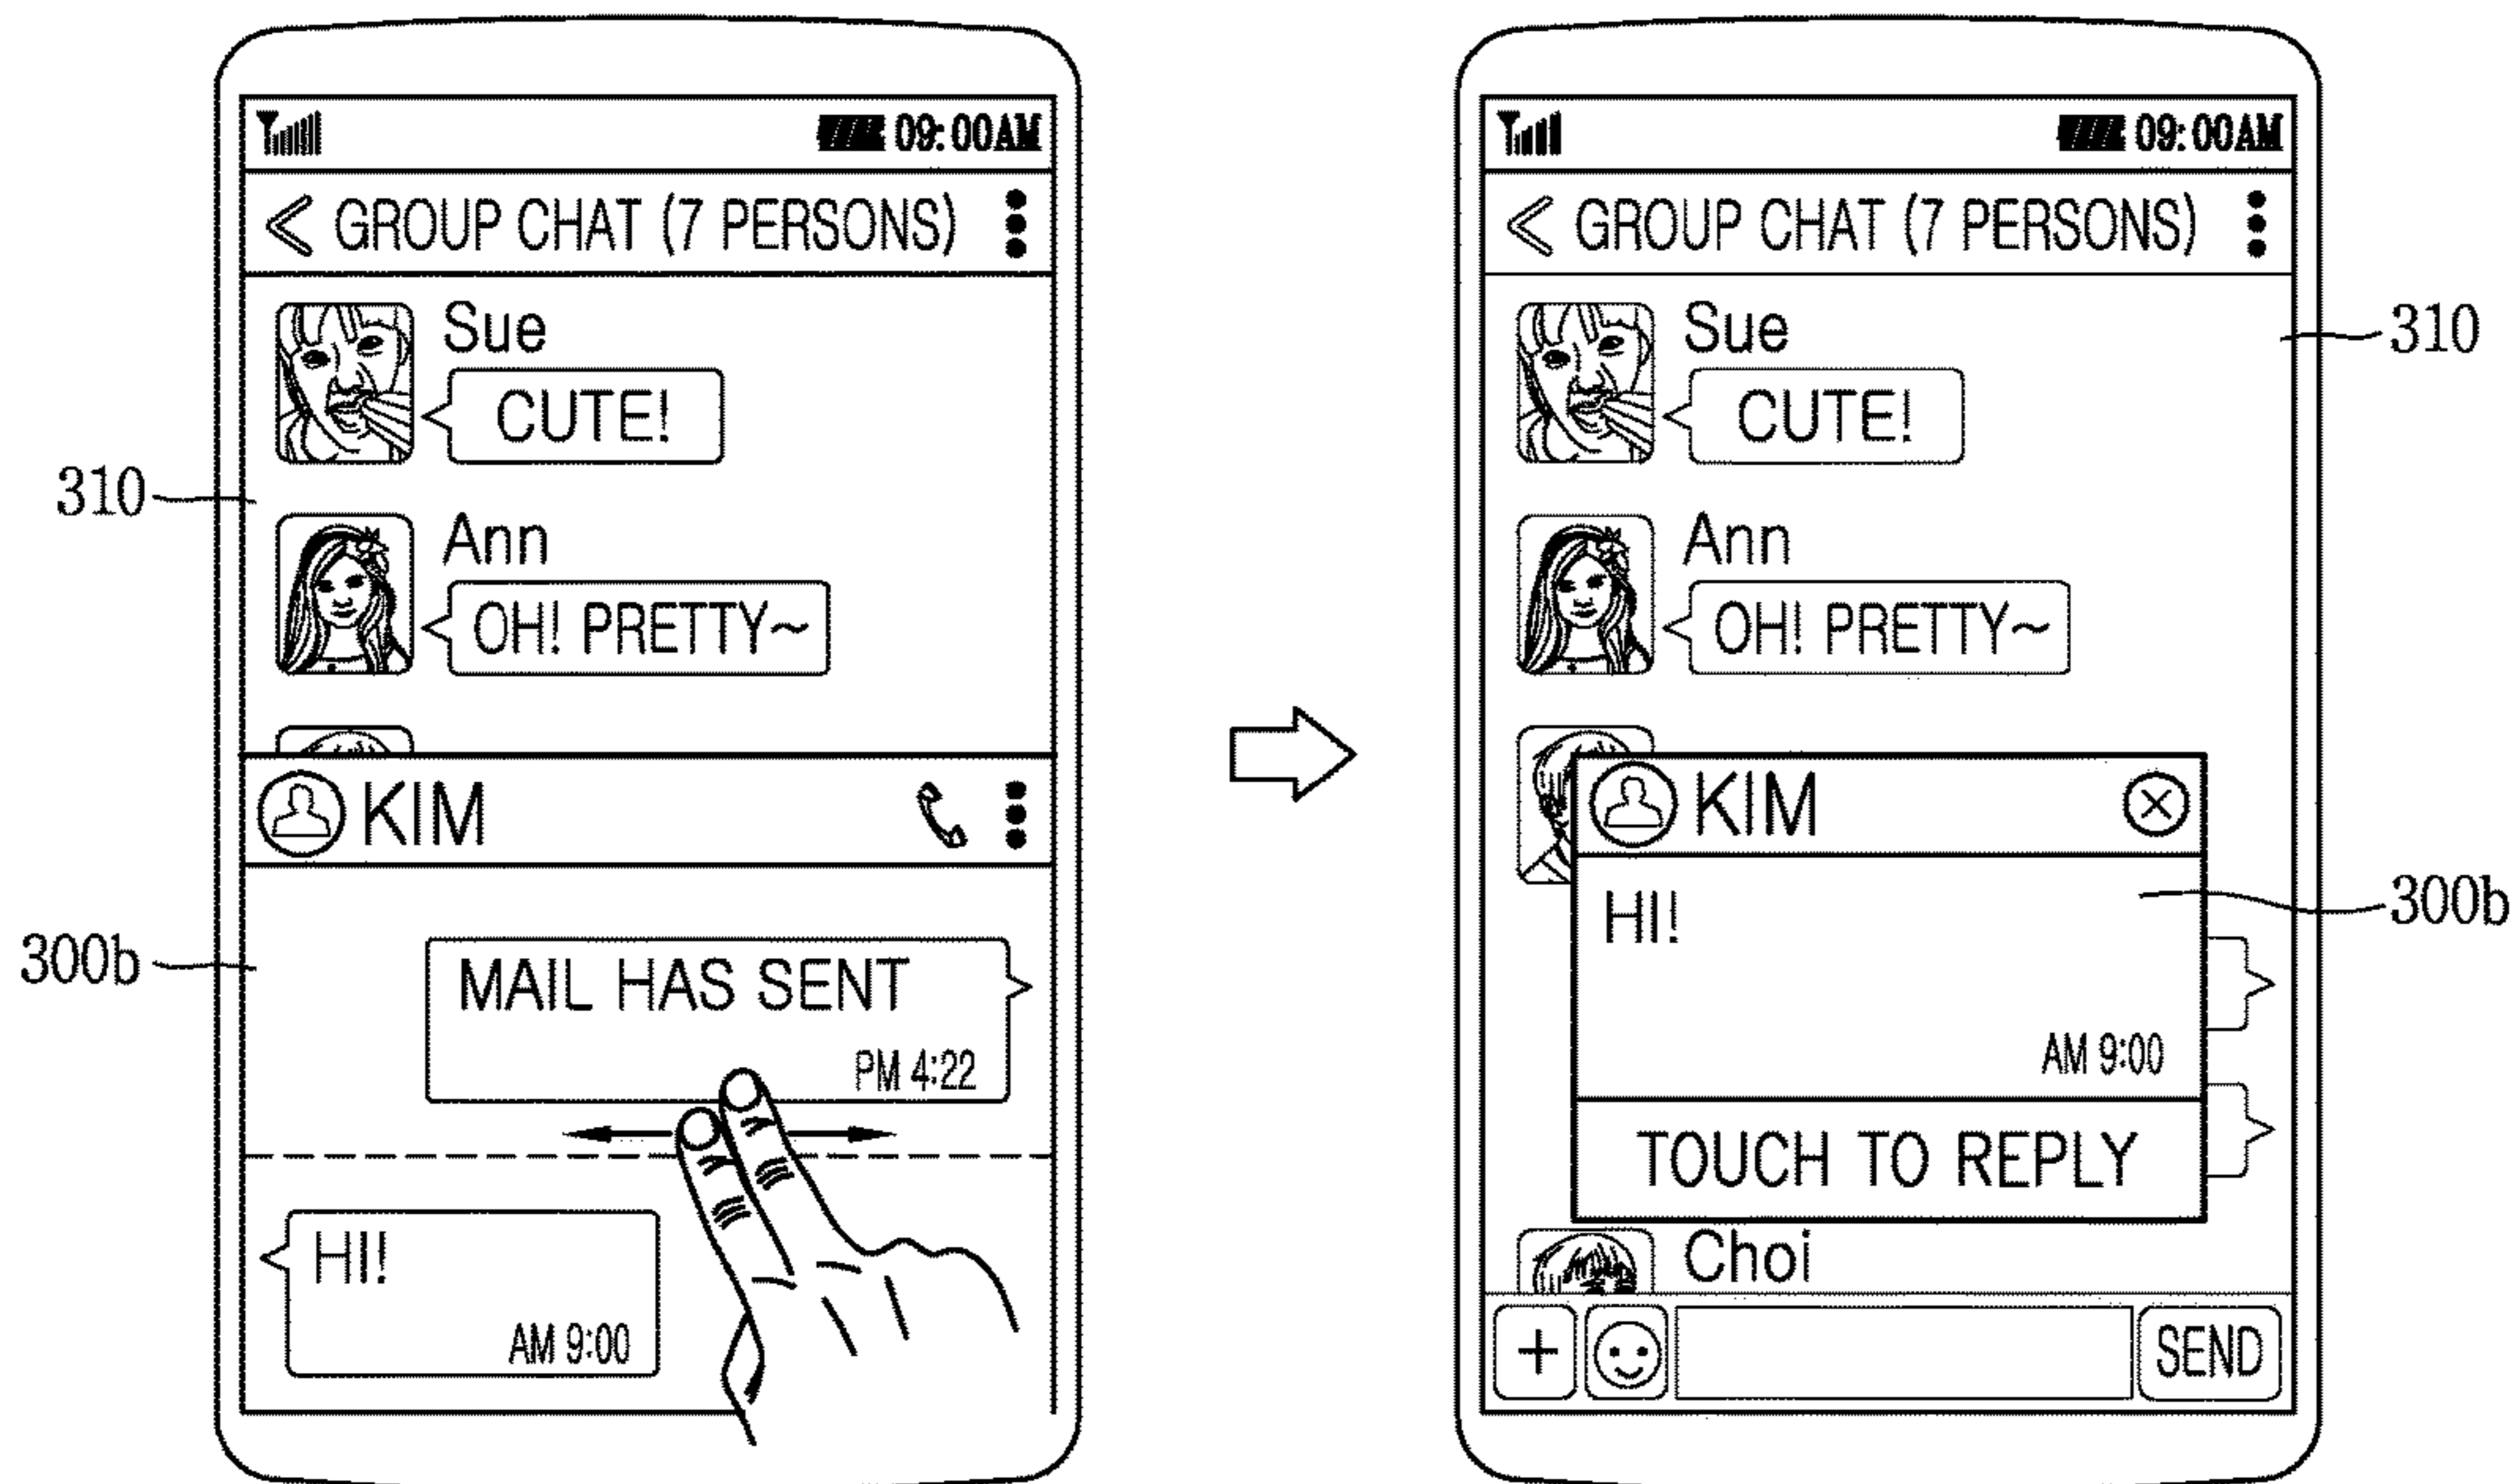 09:00AM
< GROUP CHAT (7 PERSONS)
Sue
CUTE!
310
Ann
OH! PRETTY~
KIM
300b
MAIL HAS SENT
PM 4:22
HI!
AM 9:00
09:00AM
< GROUP CHAT (7 PERSONS)
Sue
310
CUTE!
Ann
OH! PRETTY~
KIM
300b
HI!
AM 9:00
TOUCH TO REPLY
Choi
+
SEND